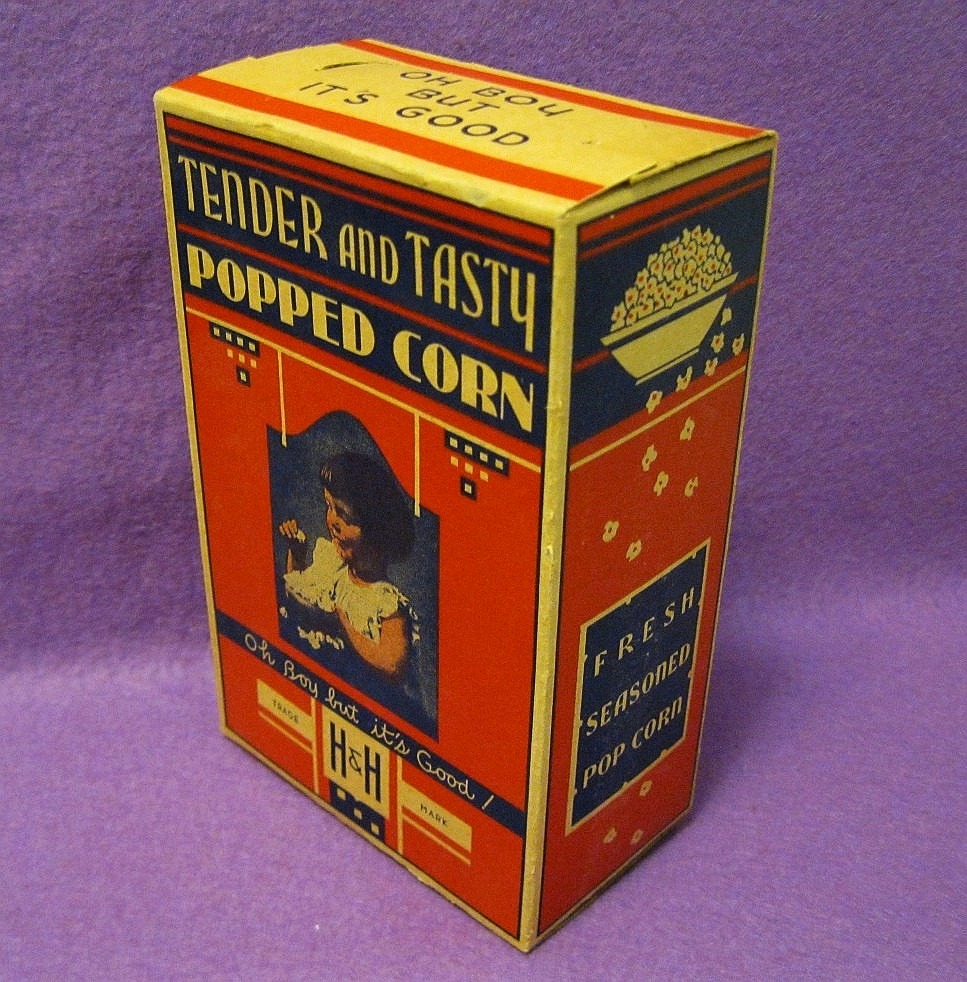 OH BOY
BUT
IT'S GOOD
TENDER AND TASTY
POPPED CORN
Oh Boy but it's Good!
TRADE
H&H
MARK
FRESH
SEASONED
POP CORN